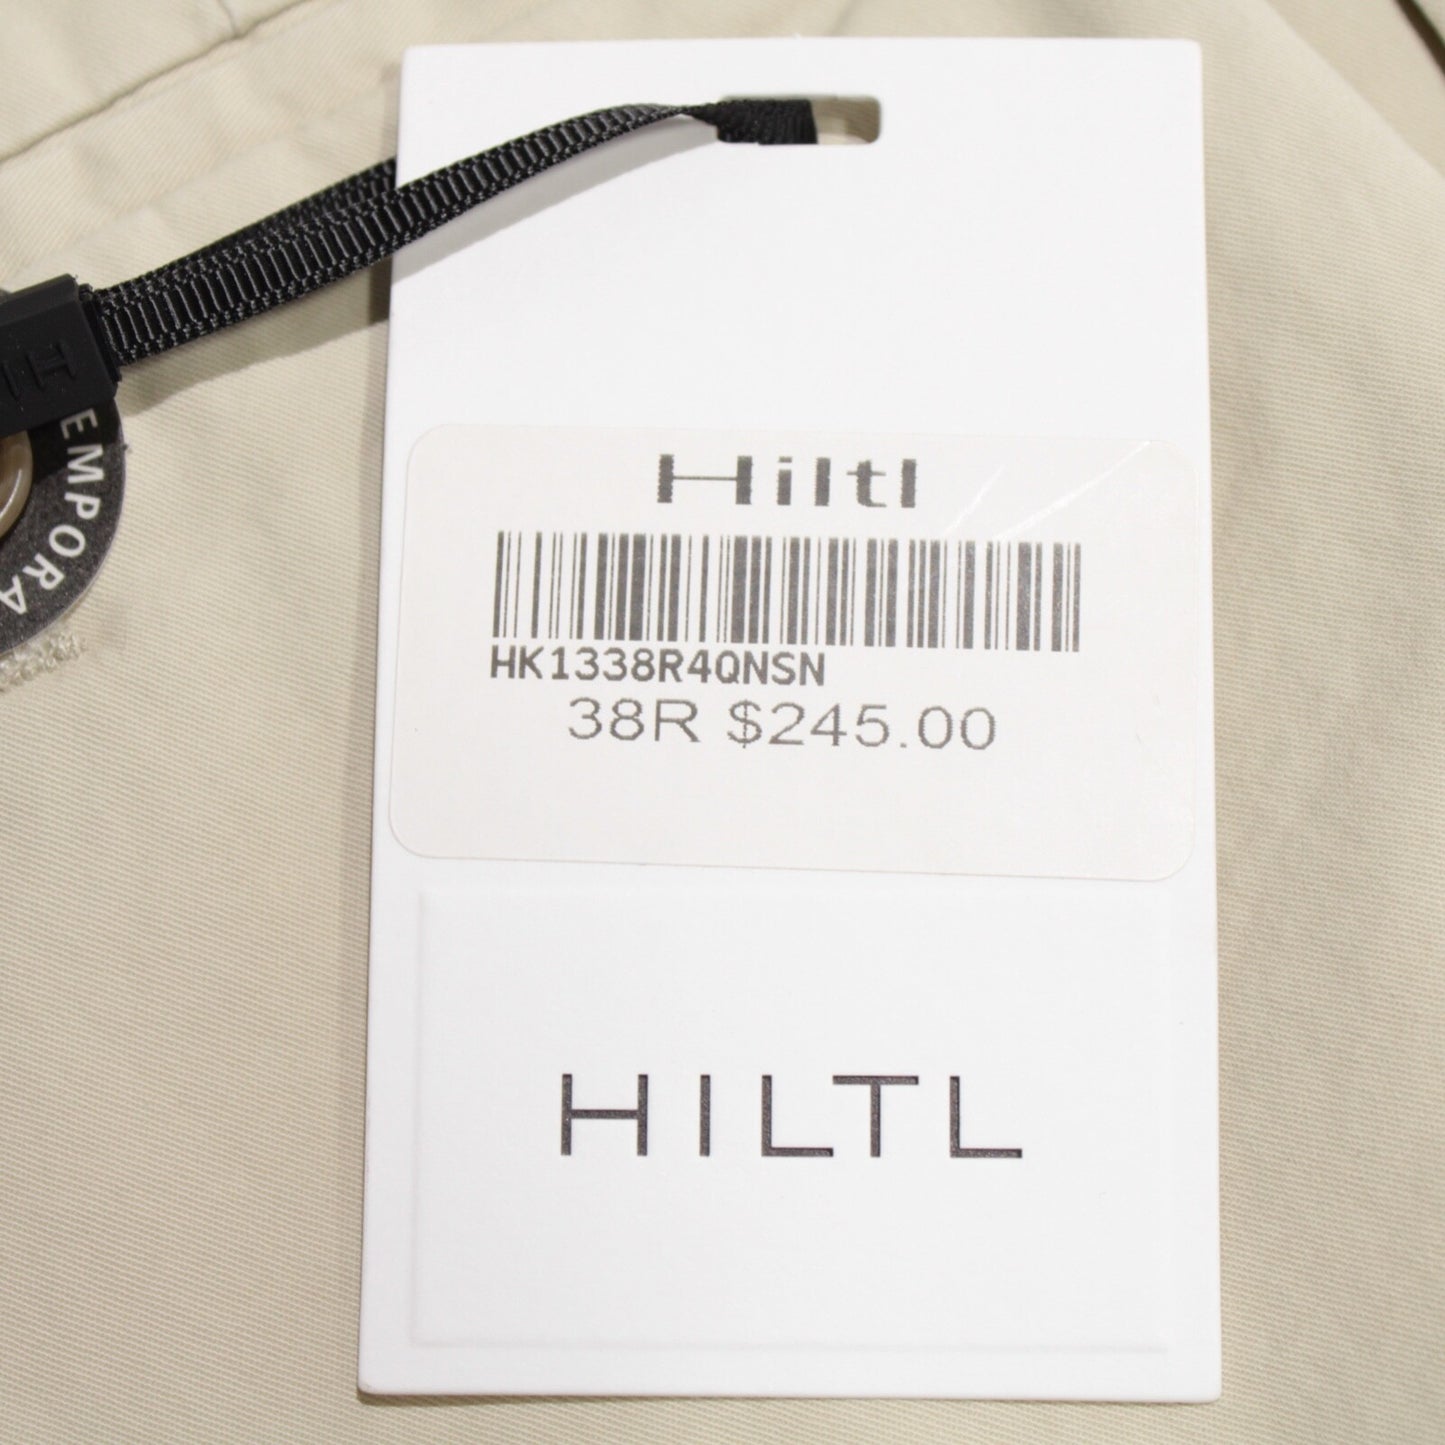 Hiltl
HK1338R4QNSN
38R $245.00
HILTL
EMPORA